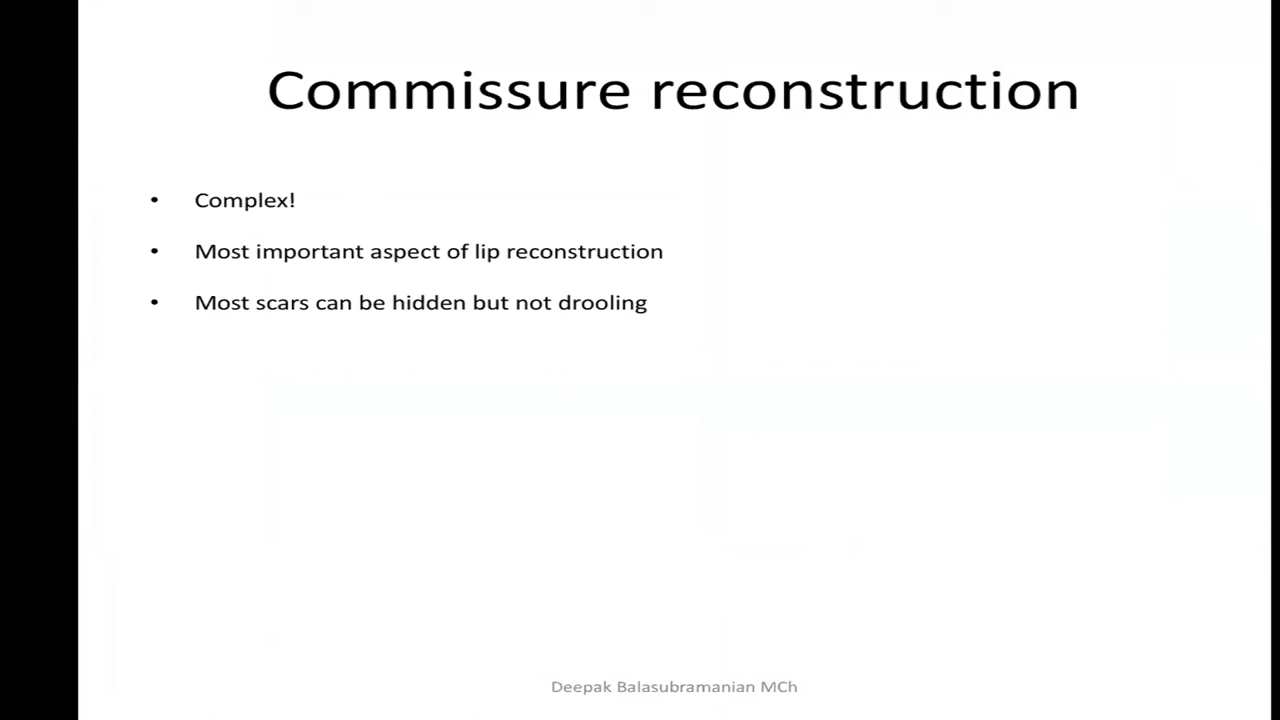 Commissure reconstruction
• Complex!
• Most important aspect of lip reconstruction
• Most scars can be hidden but not drooling
Deepak Balasubramanian MCh